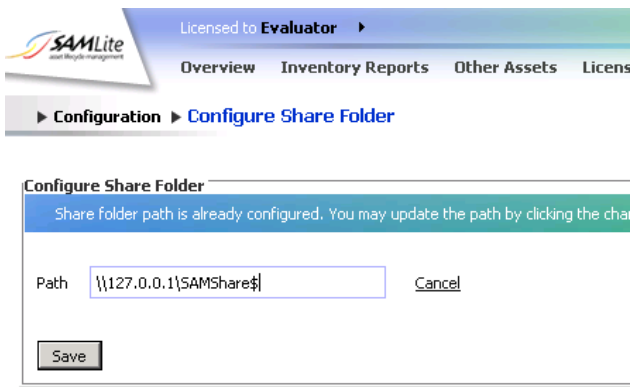 Licensed to Evaluator
SAMLite
asset lifecycle management
Overview Inventory Reports Other Assets Licens
Configuration Configure Share Folder
Configure Share Folder
Share folder path is already configured. You may update the path by clicking the chan
Path \\127.0.0.1\SAMShare$ Cancel
Save